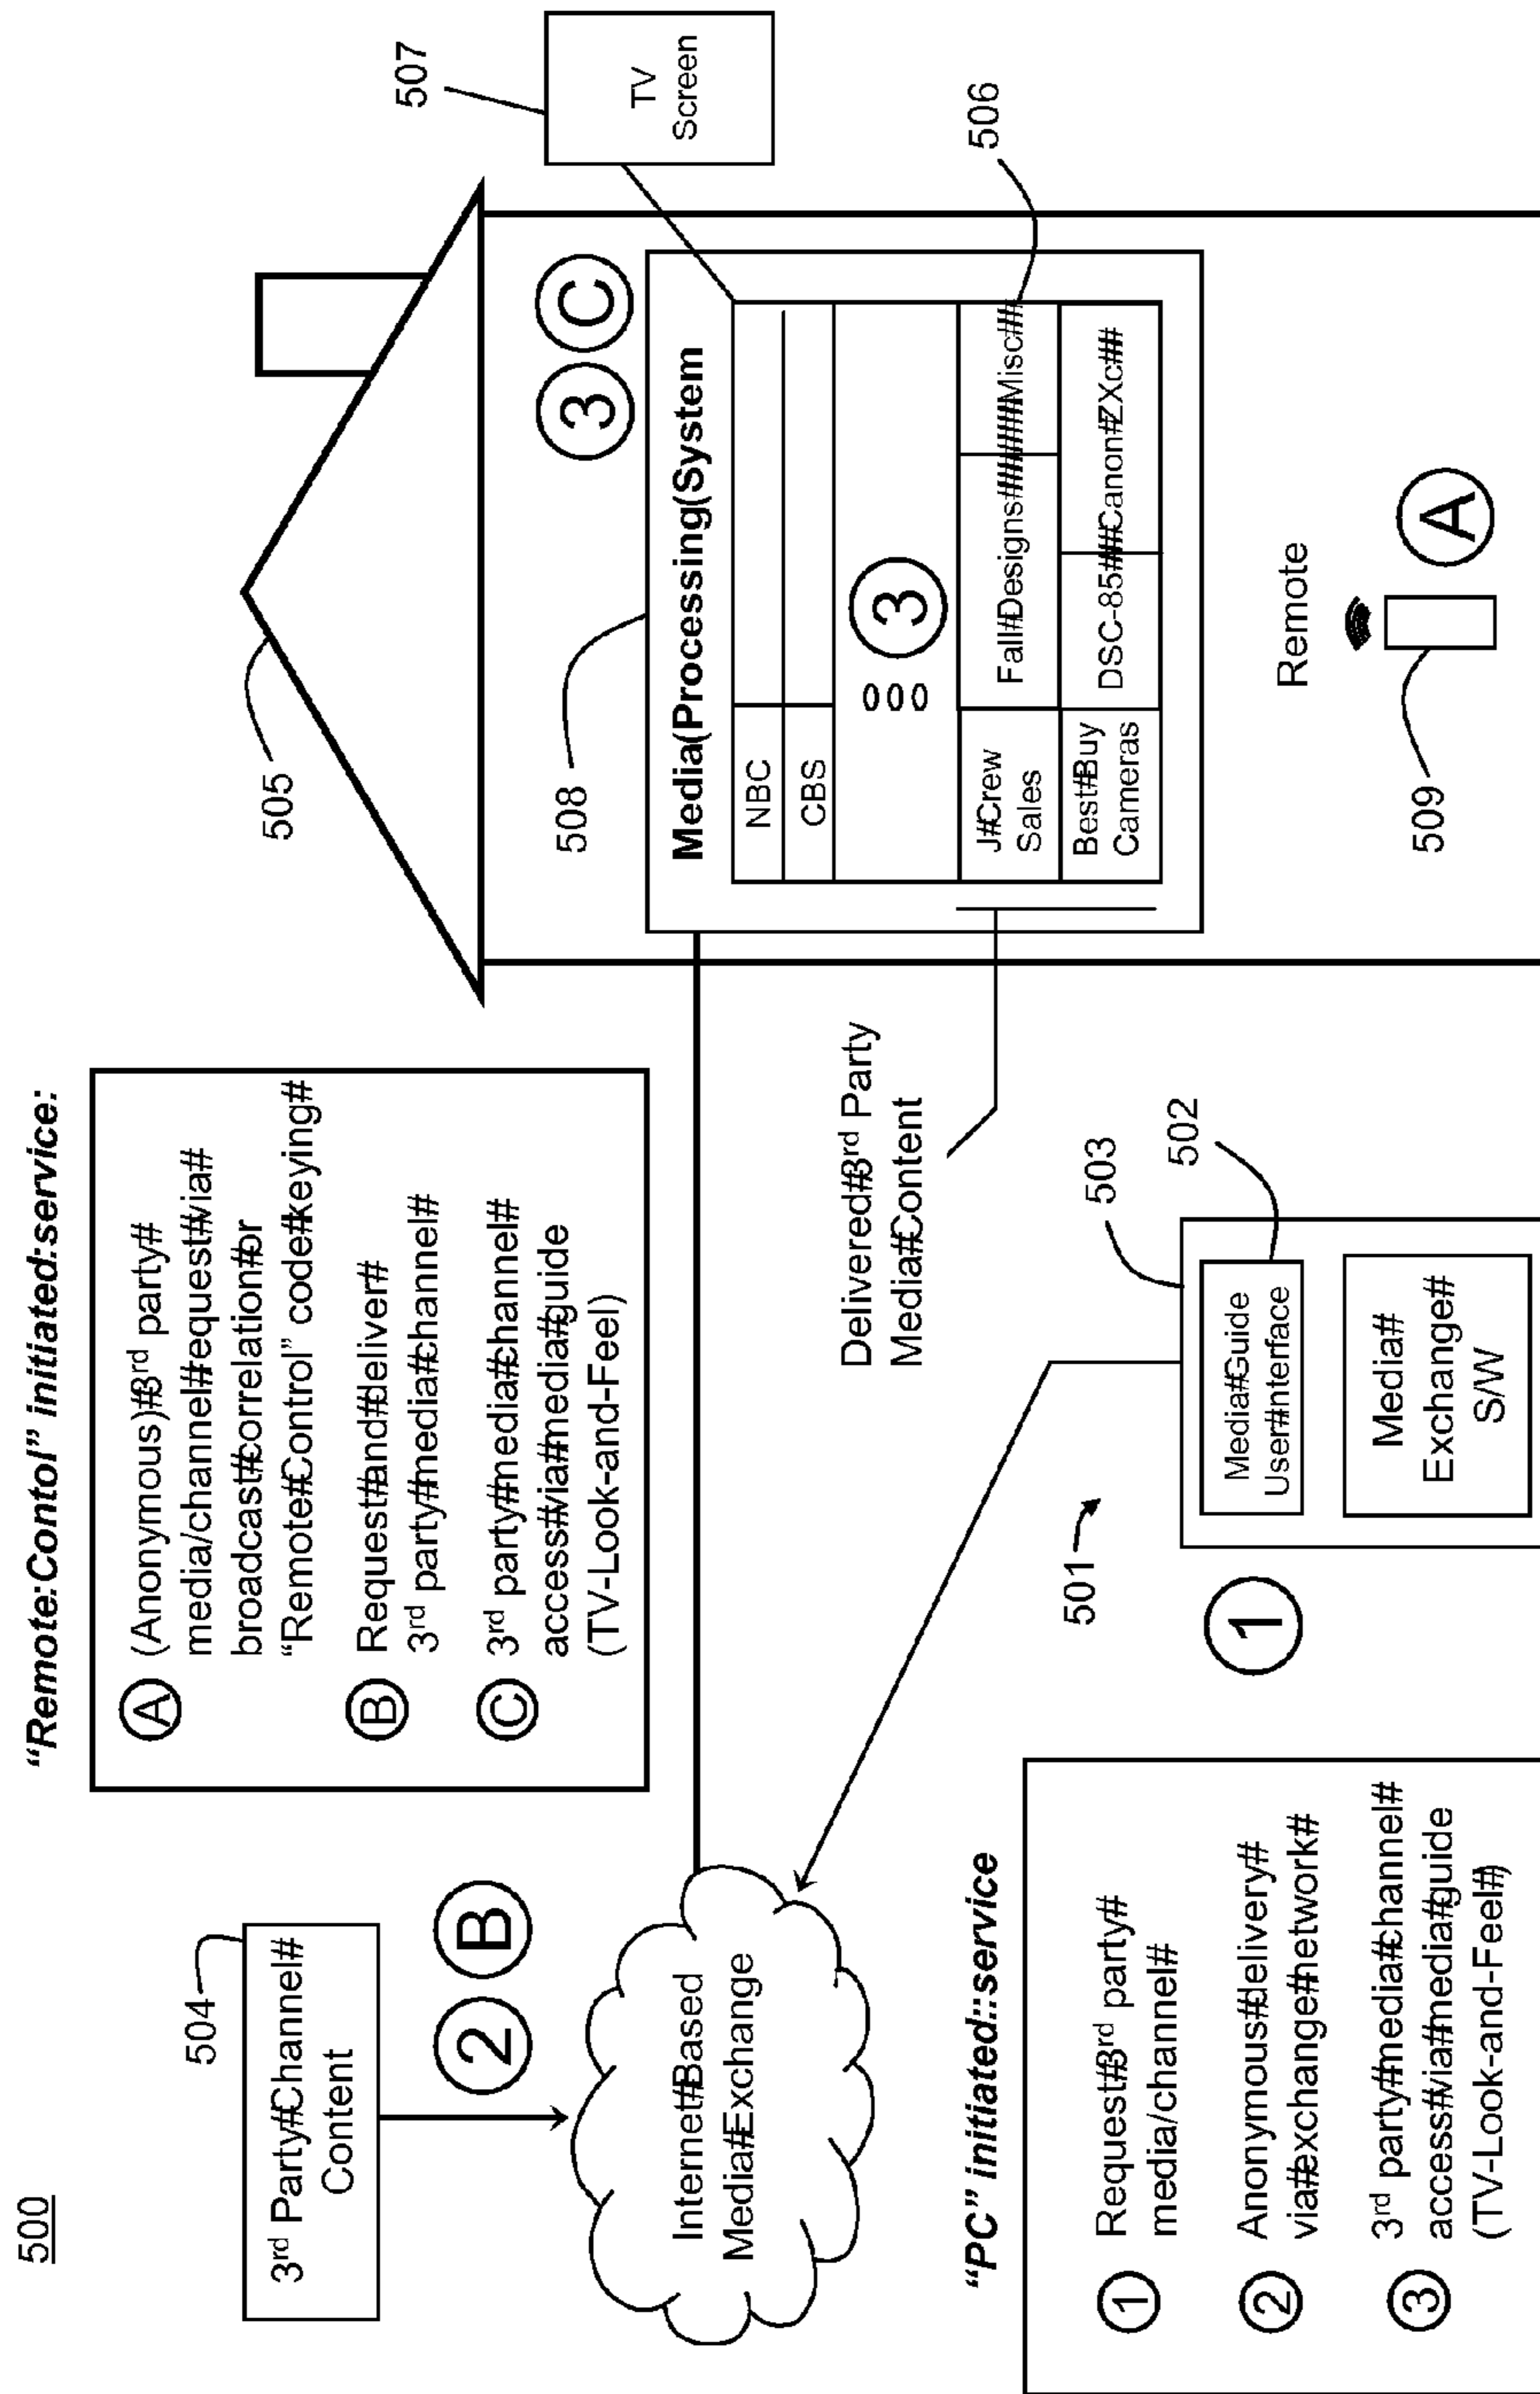 500
"Remote:Contol" initiated:service:
Ⓐ (Anonymous)#3rd party#
media/channel#request#via#
broadcast#correlation#or
"Remote#Control" code#keying#
Ⓑ Request#and#deliver#
3rd party#media#channel#
Ⓒ 3rd party#media#channel#
access#via#media#guide
(TV-Look-and-Feel)
504
3rd Party#Channel#
Content
2 B
Internet#Based
Media#Exchange
"PC" initiated::service
① Request#3rd party#
media/channel#
② Anonymous#delivery#
via#exchange#network#
③ 3rd party#media#channel#
access#via#media#guide
(TV-Look-and-Feel#)
Delivered#3rd Party
Media#Content
501
503
502
1
Media#Guide
User#Interface
Media#
Exchange#
S/W
505
507
TV
Screen
3 C
508
Media(Processing(System
NBC
CBS
000
3
506
J#Crew
Sales
Fall#Designs########Misc###
Best#Buy
Cameras
DSC-85###Canon#ZXc###
Remote
509
A